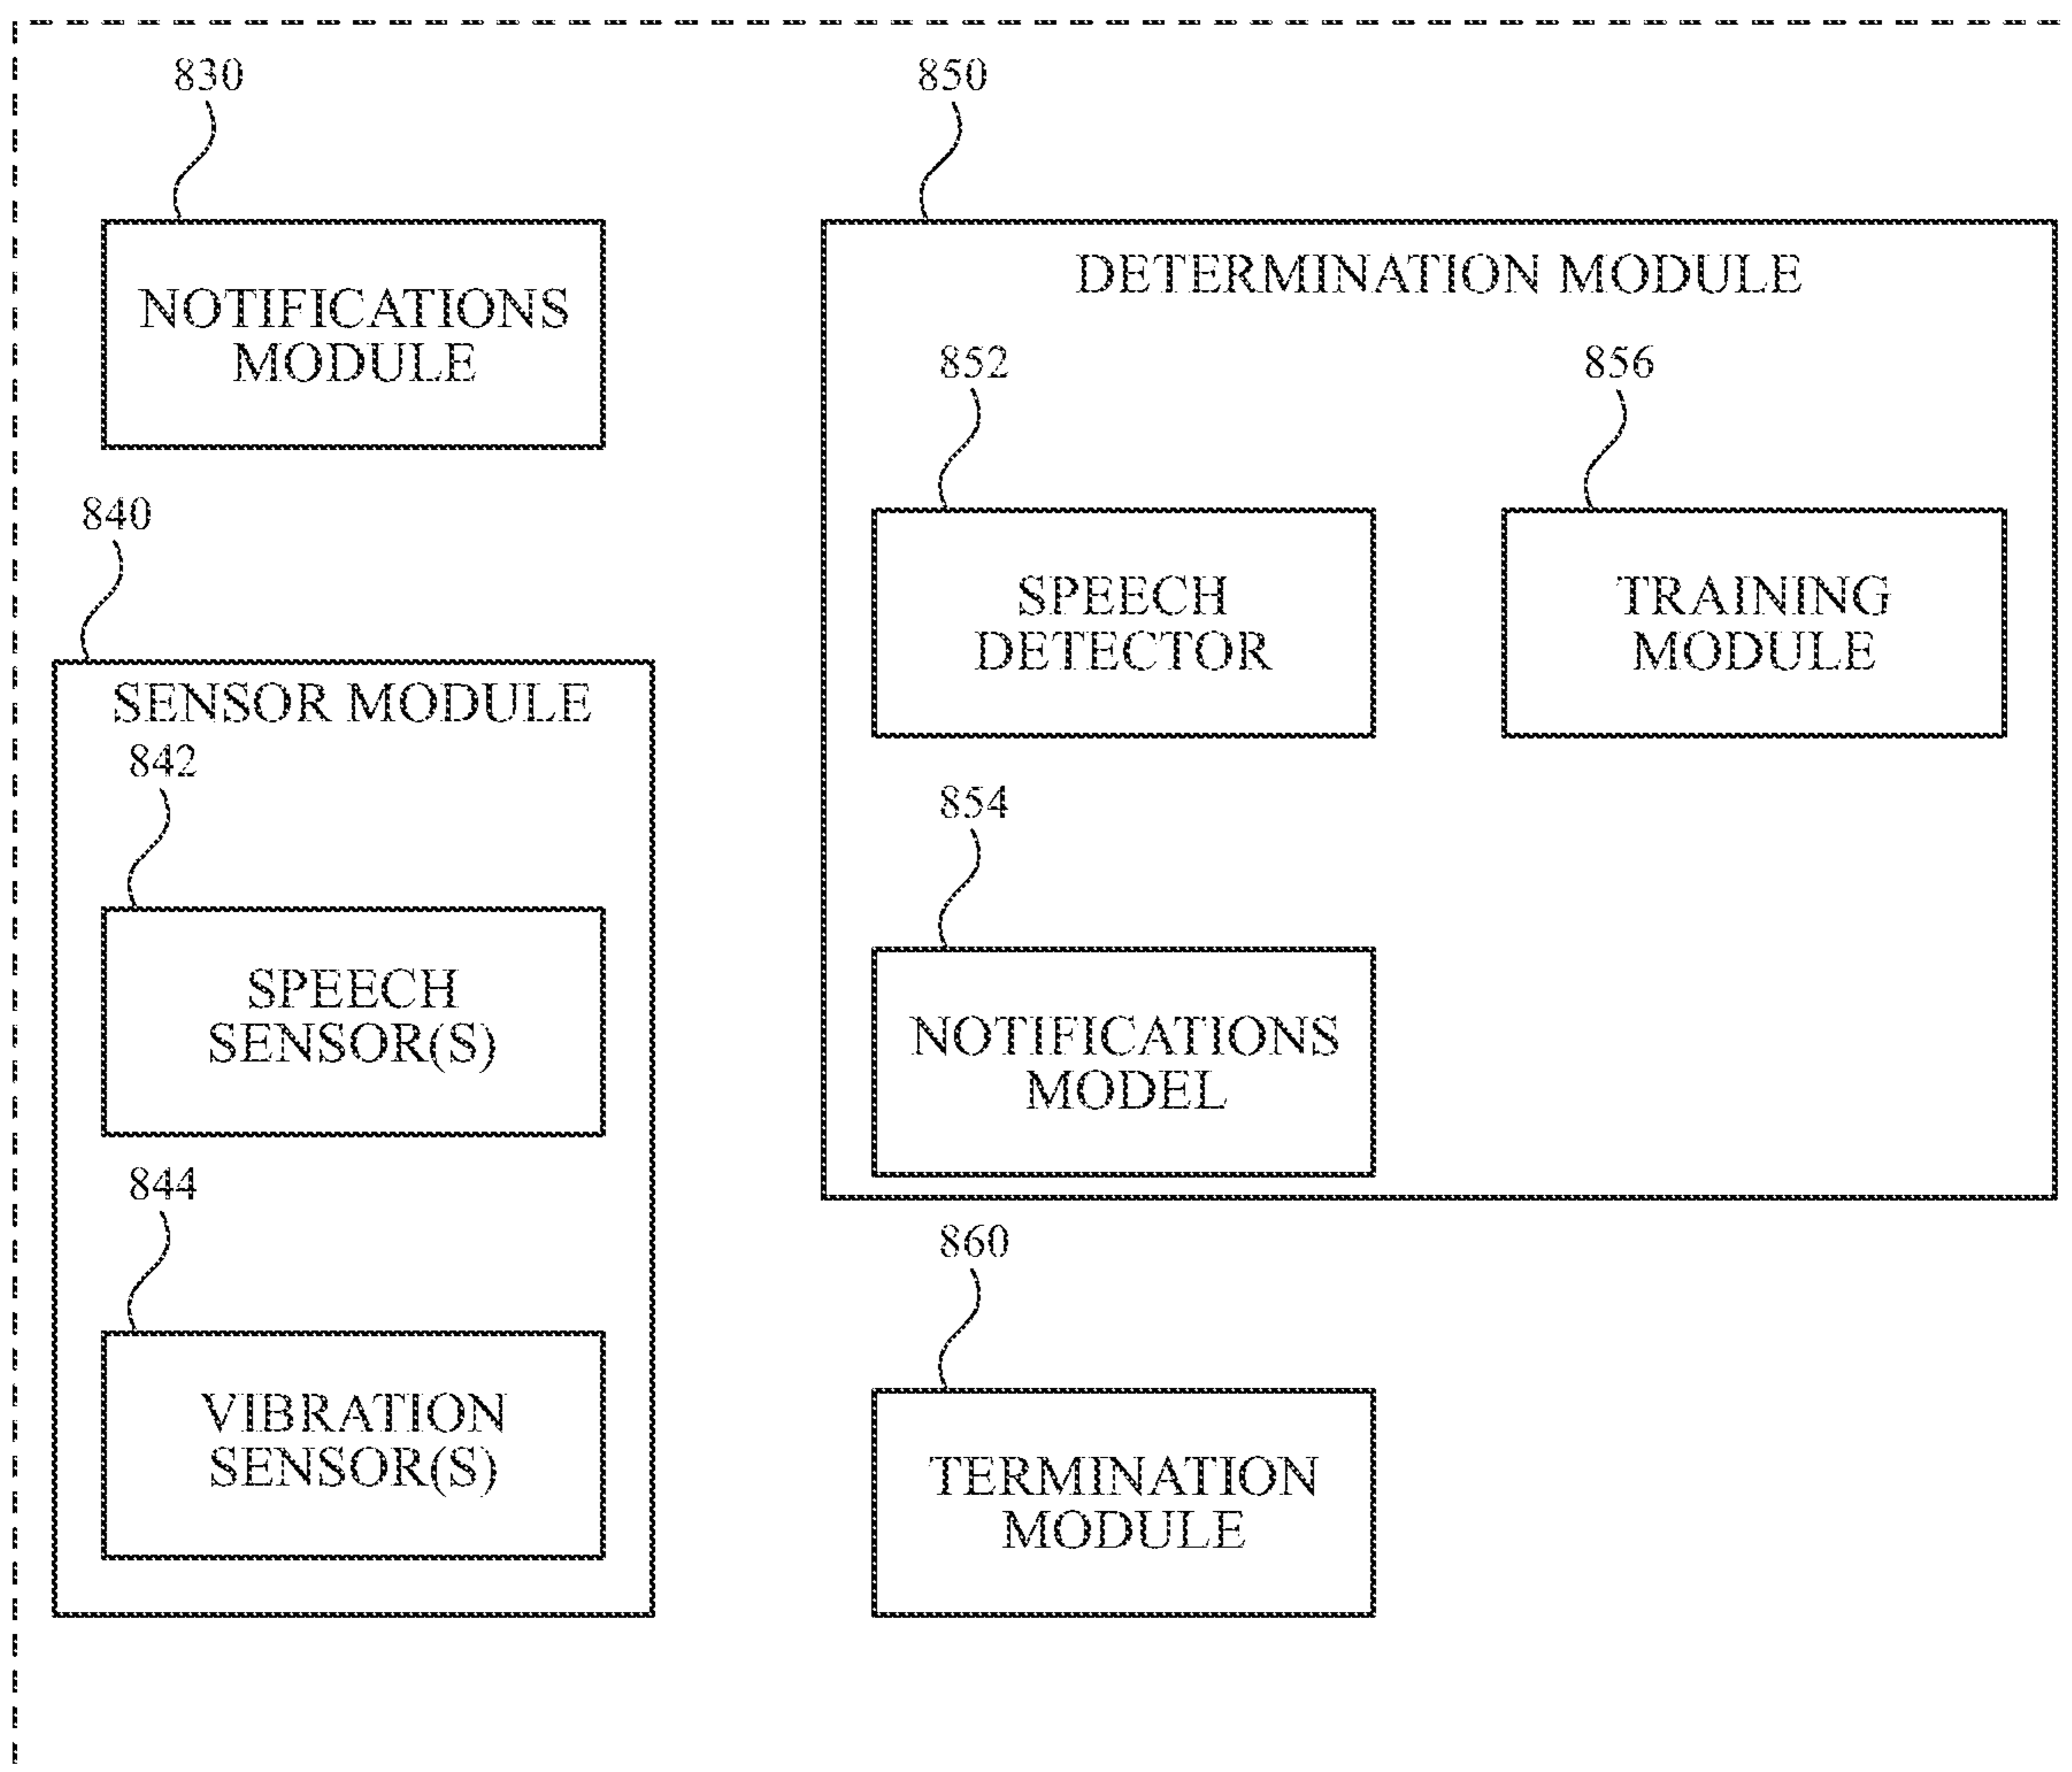 830
NOTIFICATIONS
MODULE
840
SENSOR MODULE
842
SPEECH
SENSOR(S)
844
VIBRATION
SENSOR(S)
850
DETERMINATION MODULE
852
SPEECH
DETECTOR
856
TRAINING
MODULE
854
NOTIFICATIONS
MODEL
860
TERMINATION
MODULE